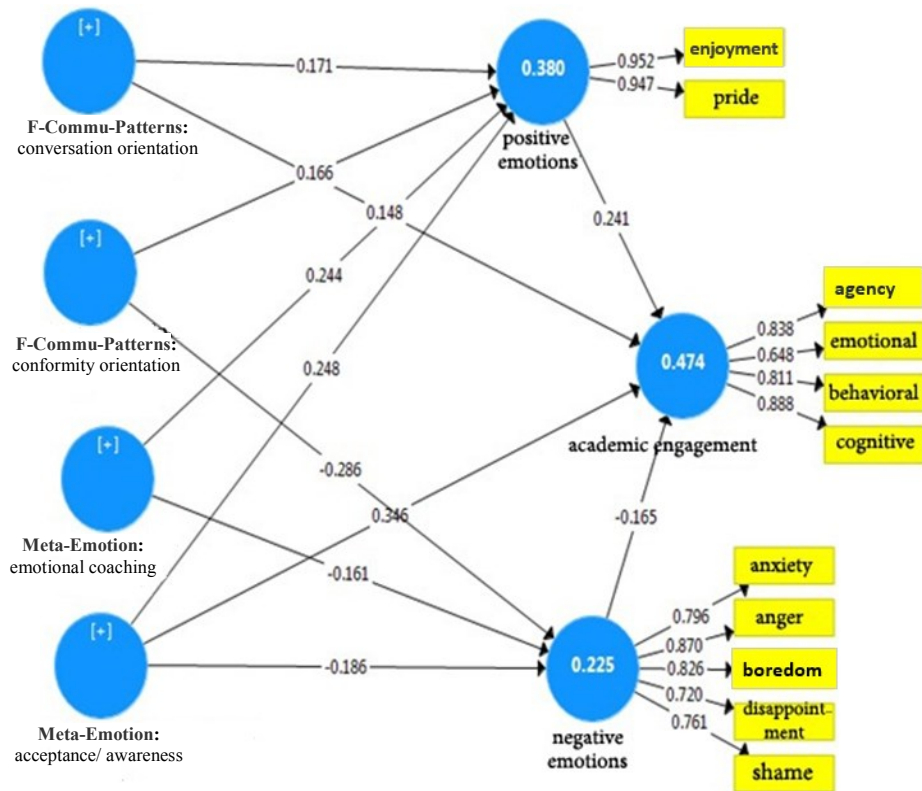 [+]
F-Commu-Patterns:
conversation orientation
[+]
F-Commu-Patterns:
conformity orientation
[+]
Meta-Emotion:
emotional coaching
[+]
Meta-Emotion:
acceptance/ awareness
0.171
0.166
0.148
0.244
0.248
-0.286
0.346
-0.161
-0.186
0.380
positive
emotions
0.952
0.947
enjoyment
pride
0.241
0.474
academic engagement
0.838
0.648
0.811
0.888
agency
emotional
behavioral
cognitive
-0.165
0.225
negative
emotions
0.796
0.870
0.826
0.720
0.761
anxiety
anger
boredom
disappoint-
ment
shame